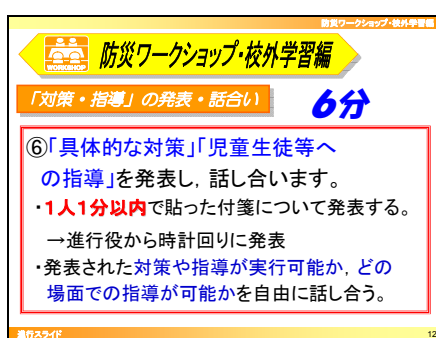 防災ワークショップ・校外学習編
WORKSHOP
防災ワークショップ・校外学習編
「対策・指導」の発表・話合い
6分
⑥「具体的な対策」「児童生徒等へ
の指導」を発表し，話し合います。
・1人1分以内で貼った付箋について発表する。
→進行役から時計回りに発表
・発表された対策や指導が実行可能か，どの
場面での指導が可能かを自由に話し合う。
進行スライド
12